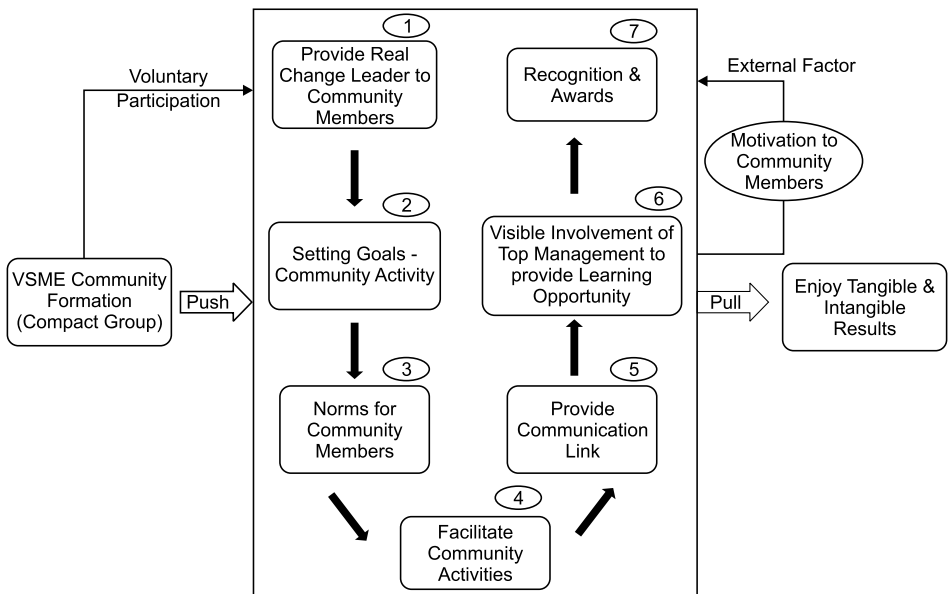 Voluntary
Participation
VSME Community
Formation
(Compact Group)
Push
1
Provide Real
Change Leader to
Community
Members
2
Setting Goals -
Community Activity
3
Norms for
Community
Members
4
Facilitate
Community
Activities
5
Provide
Communication
Link
6
Visible Involvement of
Top Management to
provide Learning
Opportunity
7
Recognition &
Awards
External Factor
Motivation to
Community
Members
Pull
Enjoy Tangible &
Intangible
Results